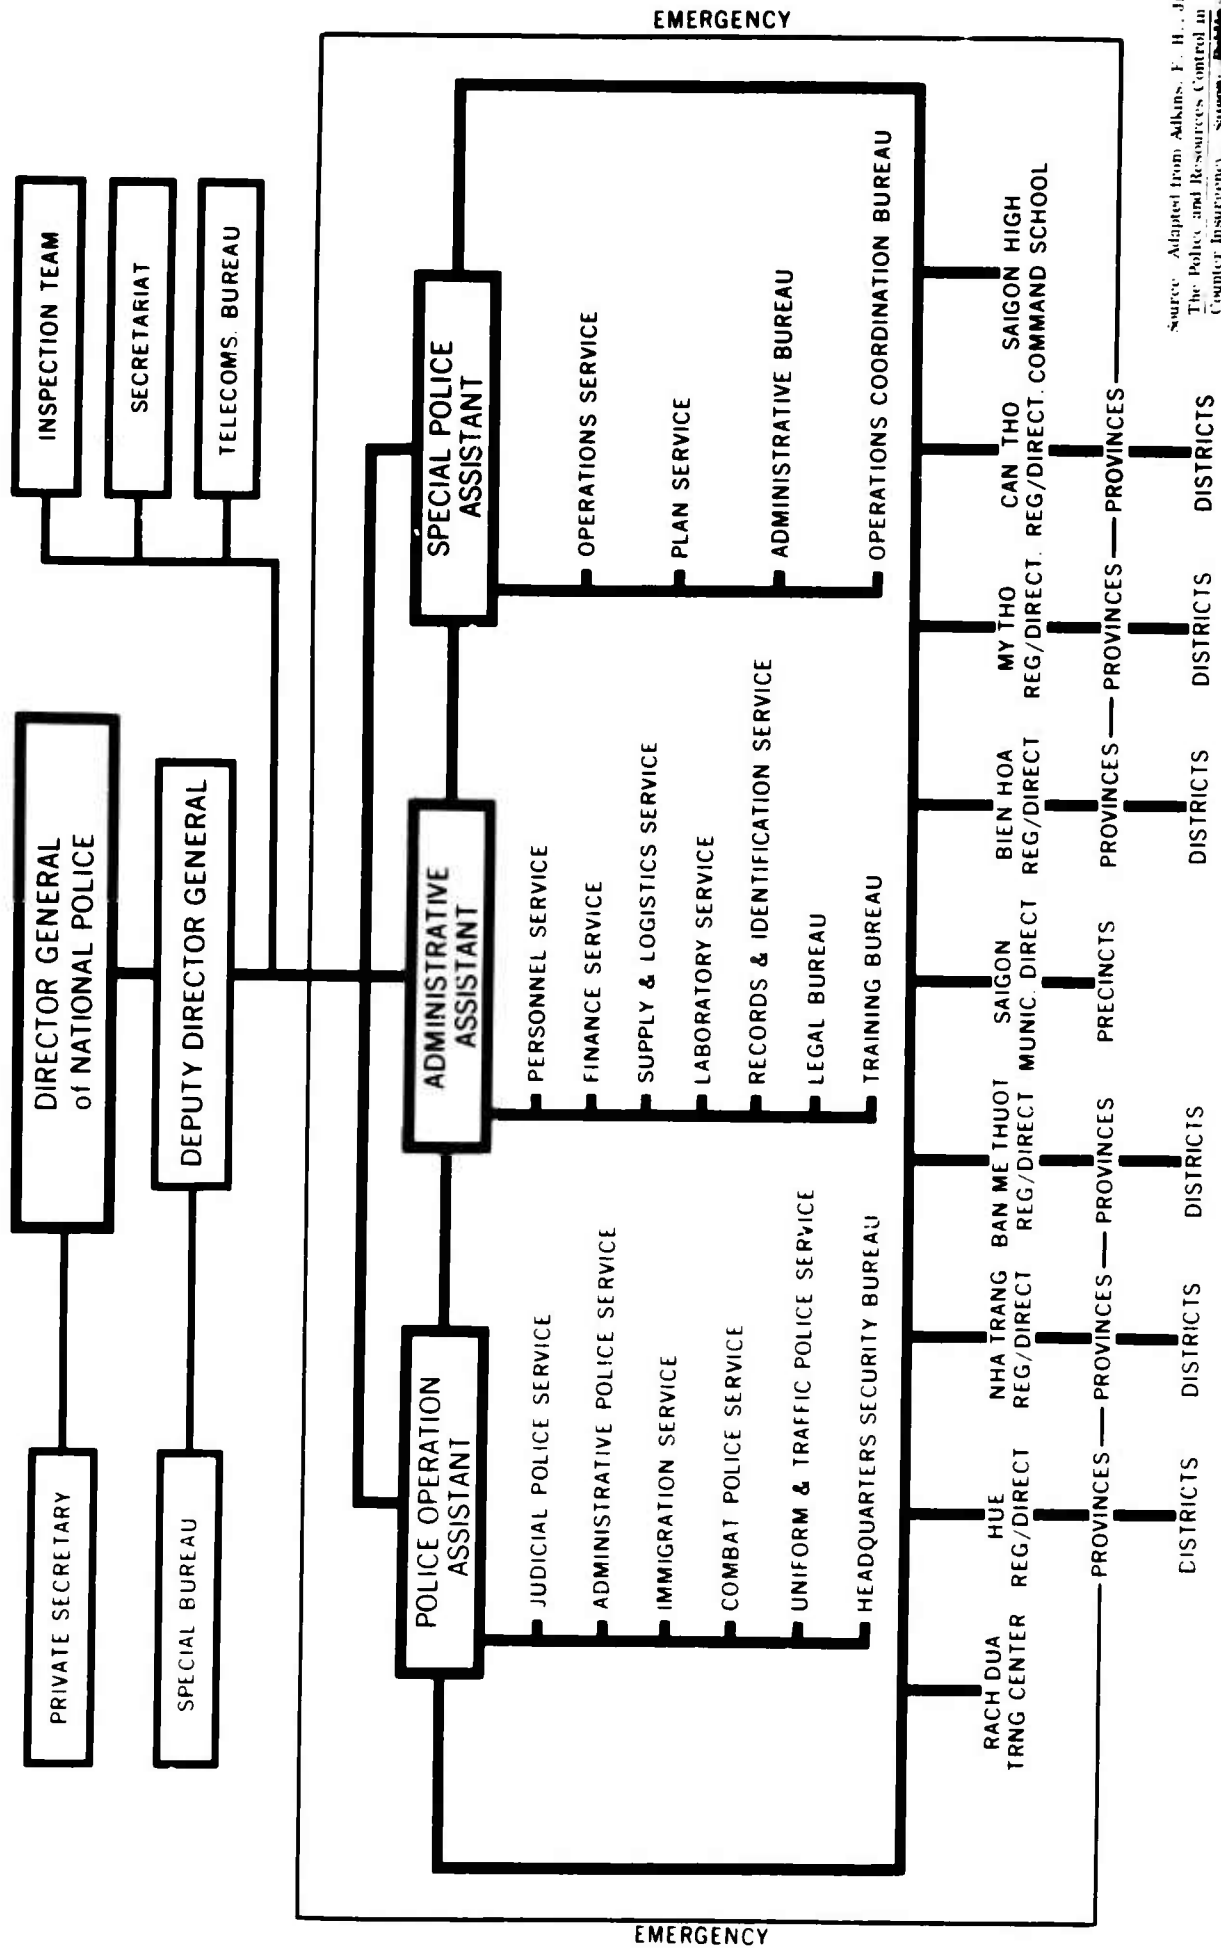 DIRECTOR GENERAL
of NATIONAL POLICE
PRIVATE SECRETARY
DEPUTY DIRECTOR GENERAL
SPECIAL BUREAU
INSPECTION TEAM
SECRETARIAT
TELECOMS. BUREAU
EMERGENCY
EMERGENCY
POLICE OPERATION
ASSISTANT
JUDICIAL POLICE SERVICE
ADMINISTRATIVE POLICE SERVICE
IMMIGRATION SERVICE
COMBAT POLICE SERVICE
UNIFORM & TRAFFIC POLICE SERVICE
HEADQUARTERS SECURITY BUREAU
ADMINISTRATIVE
ASSISTANT
PERSONNEL SERVICE
FINANCE SERVICE
SUPPLY & LOGISTICS SERVICE
LABORATORY SERVICE
RECORDS & IDENTIFICATION SERVICE
LEGAL BUREAU
TRAINING BUREAU
SPECIAL POLICE
ASSISTANT
OPERATIONS SERVICE
PLAN SERVICE
ADMINISTRATIVE BUREAU
OPERATIONS COORDINATION BUREAU
RACH DUA
TRNG CENTER
HUE
REG/DIRECT
PROVINCES
DISTRICTS
NHA TRANG
REG/DIRECT
PROVINCES
DISTRICTS
BAN ME THUOT
REG/DIRECT
PROVINCES
DISTRICTS
SAIGON
MUNIC. DIRECT
PRECINCTS
BIEN HOA
REG/DIRECT
PROVINCES
DISTRICTS
MY THO
REG/DIRECT.
PROVINCES
DISTRICTS
CAN THO
REG/DIRECT.
PROVINCES
DISTRICTS
SAIGON HIGH
COMMAND SCHOOL
Source Adapted from Adkins, E. H.,
The Police and Resources Control in
Counter Insurgency